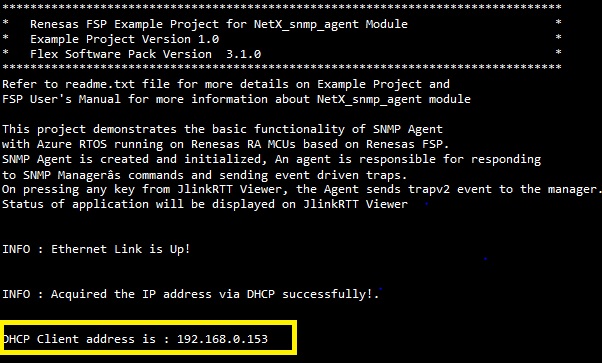 ***********************************************************************
*   Renesas FSP Example Project for NetX_snmp_agent Module                   *
*   Example Project Version 1.0                                              *
*   Flex Software Pack Version  3.1.0                                        *
***********************************************************************
Refer to readme.txt file for more details on Example Project and
FSP User's Manual for more information about NetX_snmp_agent module
This project demonstrates the basic functionality of SNMP Agent
with Azure RTOS running on Renesas RA MCUs based on Renesas FSP.
SNMP Agent is created and initialized, An agent is responsible for responding
to SNMP Managerâs commands and sending event driven traps.
On pressing any key from JlinkRTT Viewer, the Agent sends trapv2 event to the manager.
Status of application will be displayed on JlinkRTT Viewer
INFO : Ethernet Link is Up!
INFO : Acquired the IP address via DHCP successfully!.
DHCP Client address is : 192.168.0.153